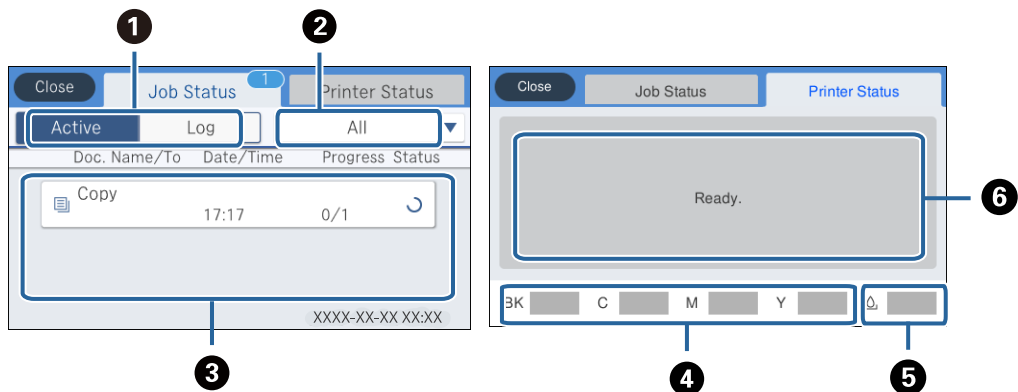 1 2
Close Job Status 1 Printer Status
Active Log All
Doc. Name/To Date/Time Progress Status
Copy
17:17 0/1
XXXX-XX-XX XX:XX
3
Close Job Status Printer Status
Ready.
6
BK C M Y
4 5